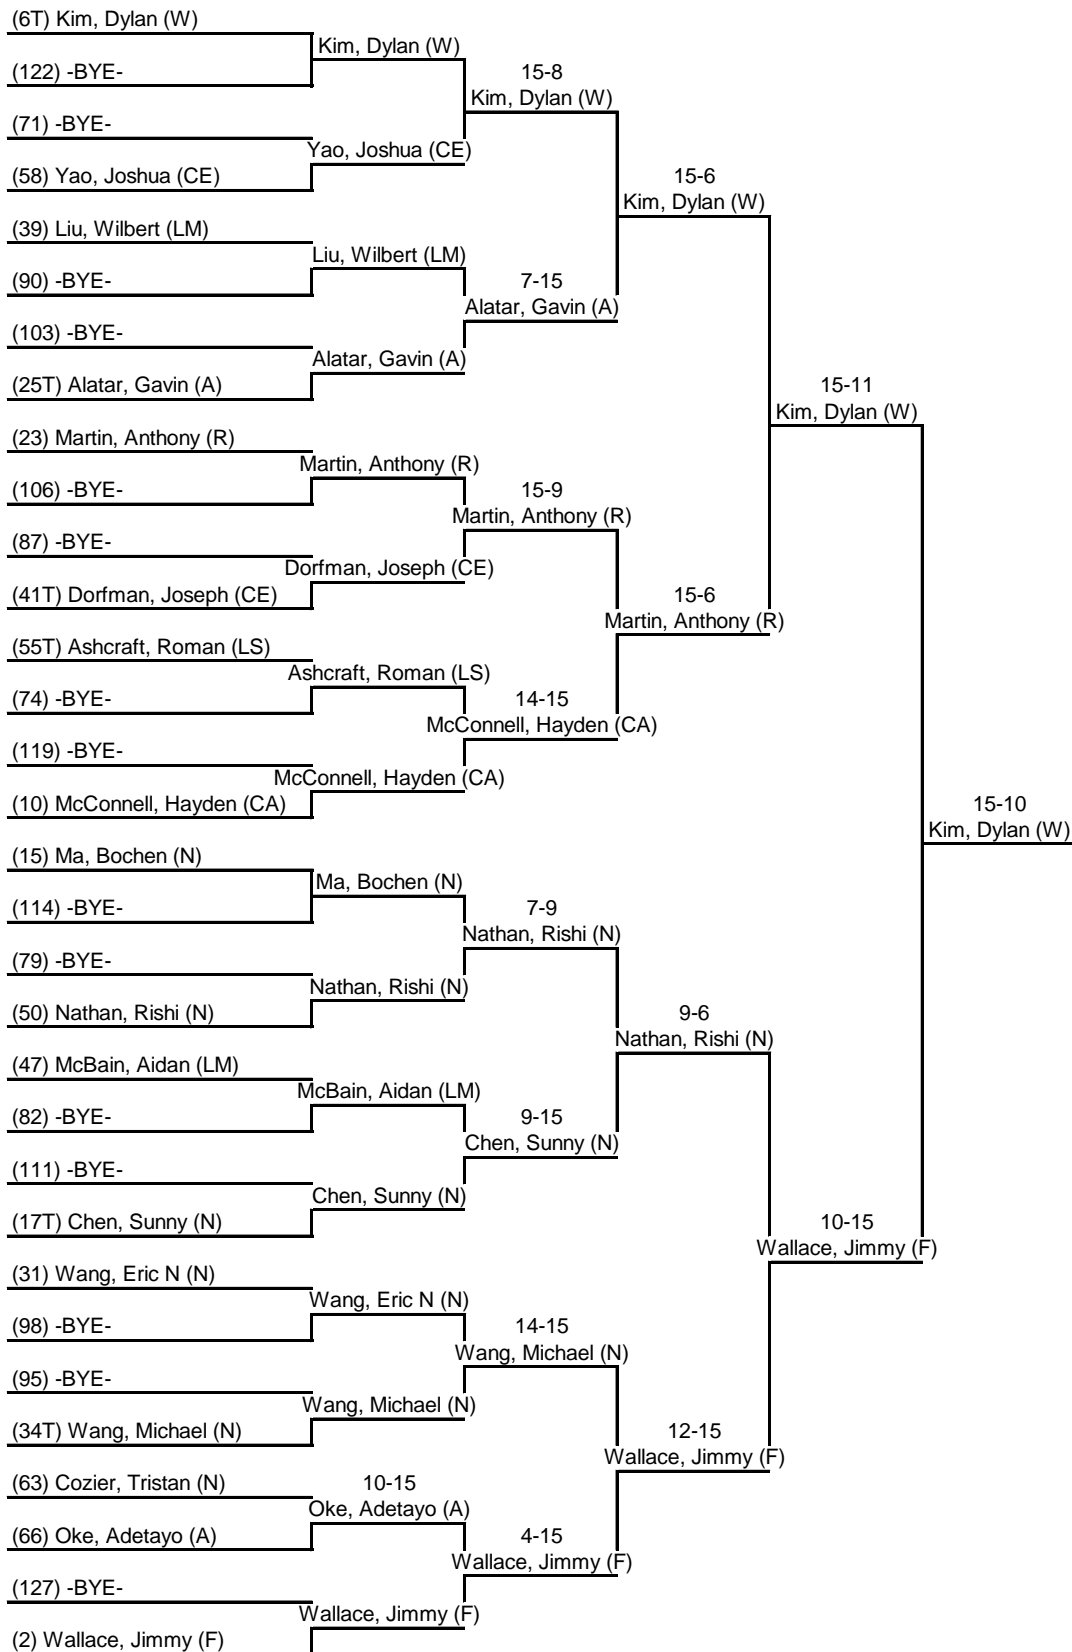 (6T) Kim, Dylan (W)
(122) -BYE-
(71) -BYE-
(58) Yao, Joshua (CE)
(39) Liu, Wilbert (LM)
(90) -BYE-
(103) -BYE-
(25T) Alatar, Gavin (A)
(23) Martin, Anthony (R)
(106) -BYE-
(87) -BYE-
(41T) Dorfman, Joseph (CE)
(55T) Ashcraft, Roman (LS)
(74) -BYE-
(119) -BYE-
(10) McConnell, Hayden (CA)
(15) Ma, Bochen (N)
(114) -BYE-
(79) -BYE-
(50) Nathan, Rishi (N)
(47) McBain, Aidan (LM)
(82) -BYE-
(111) -BYE-
(17T) Chen, Sunny (N)
(31) Wang, Eric N (N)
(98) -BYE-
(95) -BYE-
(34T) Wang, Michael (N)
(63) Cozier, Tristan (N)
(66) Oke, Adetayo (A)
(127) -BYE-
(2) Wallace, Jimmy (F)
Kim, Dylan (W)
Yao, Joshua (CE)
Liu, Wilbert (LM)
Alatar, Gavin (A)
Martin, Anthony (R)
Dorfman, Joseph (CE)
Ashcraft, Roman (LS)
McConnell, Hayden (CA)
Ma, Bochen (N)
Nathan, Rishi (N)
McBain, Aidan (LM)
Chen, Sunny (N)
Wang, Eric N (N)
Wang, Michael (N)
10-15
Oke, Adetayo (A)
Wallace, Jimmy (F)
15-8
Kim, Dylan (W)
7-15
Alatar, Gavin (A)
15-9
Martin, Anthony (R)
14-15
McConnell, Hayden (CA)
7-9
Nathan, Rishi (N)
9-15
Chen, Sunny (N)
14-15
Wang, Michael (N)
4-15
Wallace, Jimmy (F)
15-6
Kim, Dylan (W)
15-6
Martin, Anthony (R)
9-6
Nathan, Rishi (N)
12-15
Wallace, Jimmy (F)
15-11
Kim, Dylan (W)
10-15
Wallace, Jimmy (F)
15-10
Kim, Dylan (W)